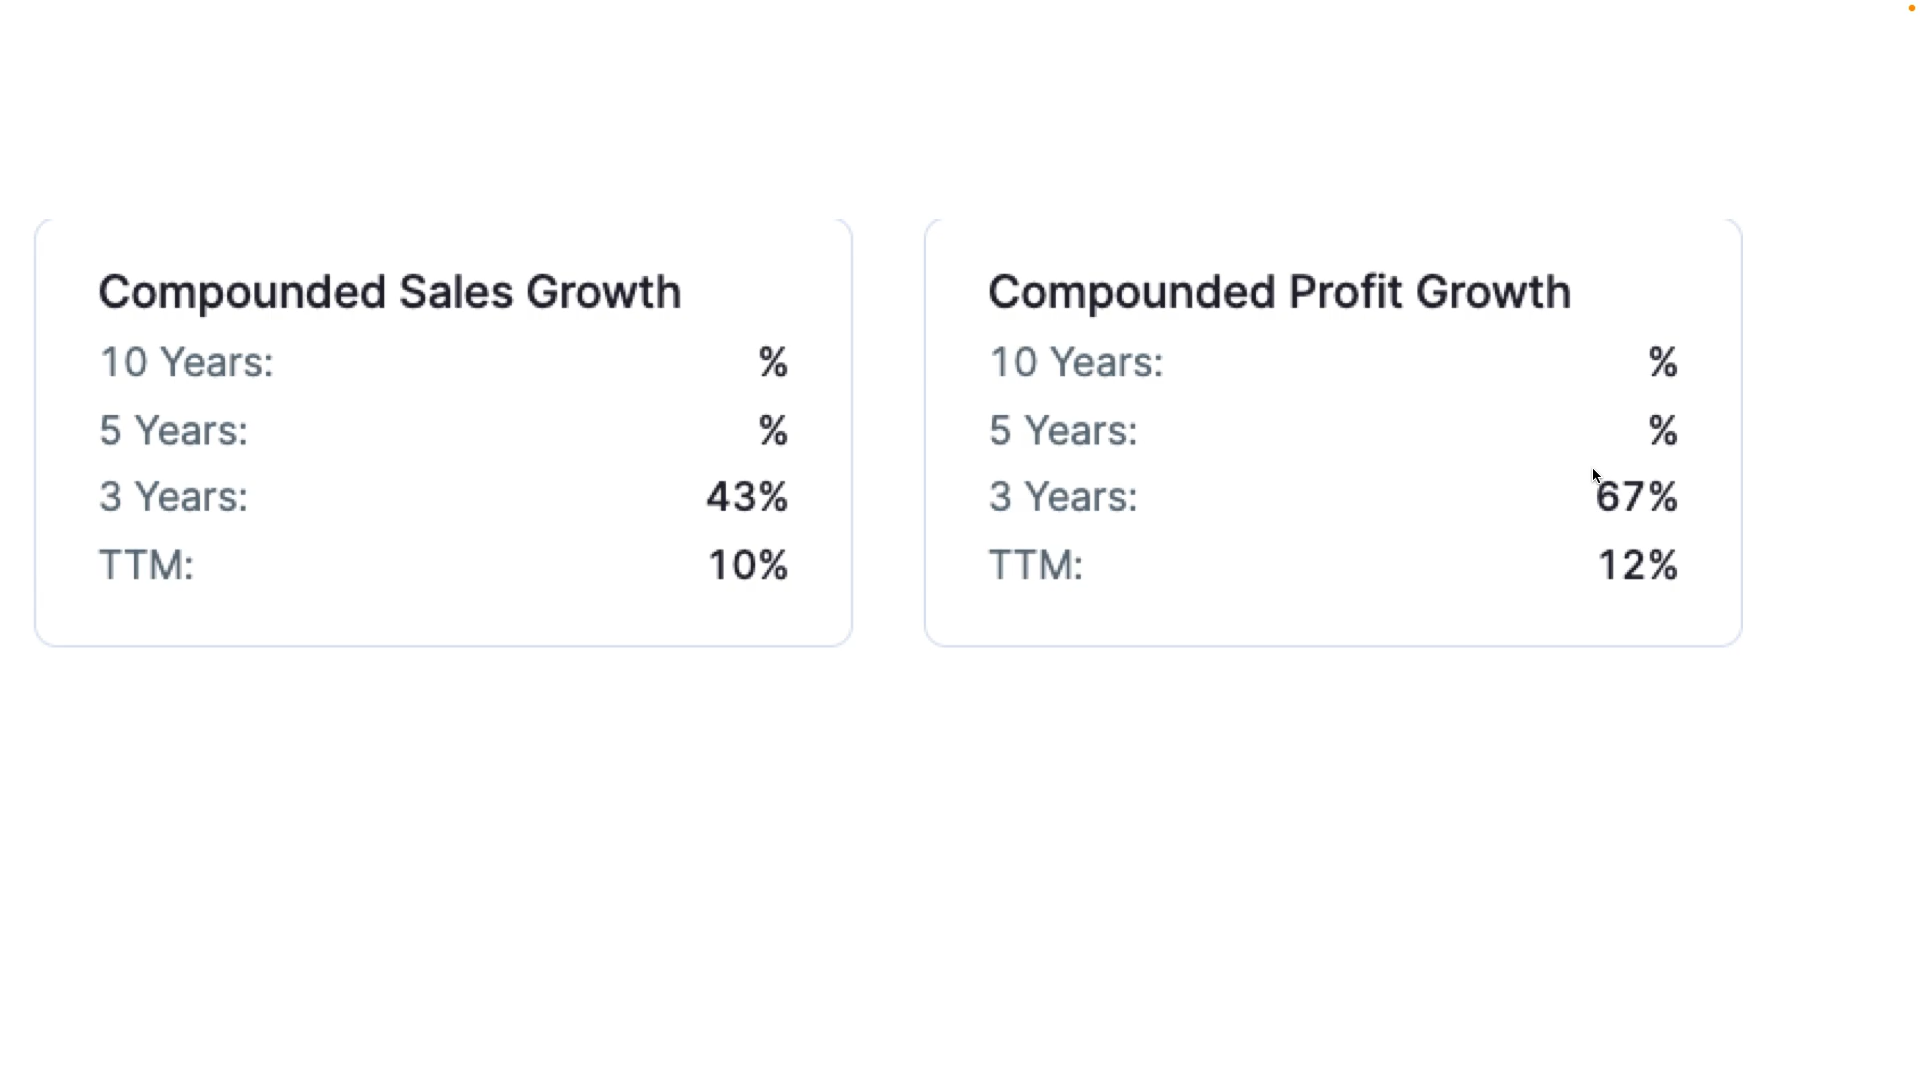 Compounded Sales Growth
10 Years: %
5 Years: %
3 Years: 43%
TTM: 10%
Compounded Profit Growth
10 Years: %
5 Years: %
3 Years: 67%
TTM: 12%